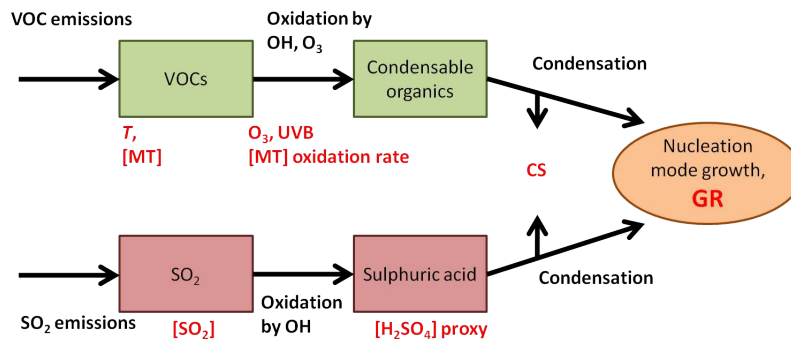 VOC emissions
Oxidation by
OH, O₃
VOCs
Condensable
organics
Condensation
T,
[MT]
O₃, UVB
[MT] oxidation rate
CS
Nucleation
mode growth,
GR
SO₂
Sulphuric acid
Condensation
SO₂ emissions
[SO₂]
Oxidation
by OH
[H₂SO₄] proxy